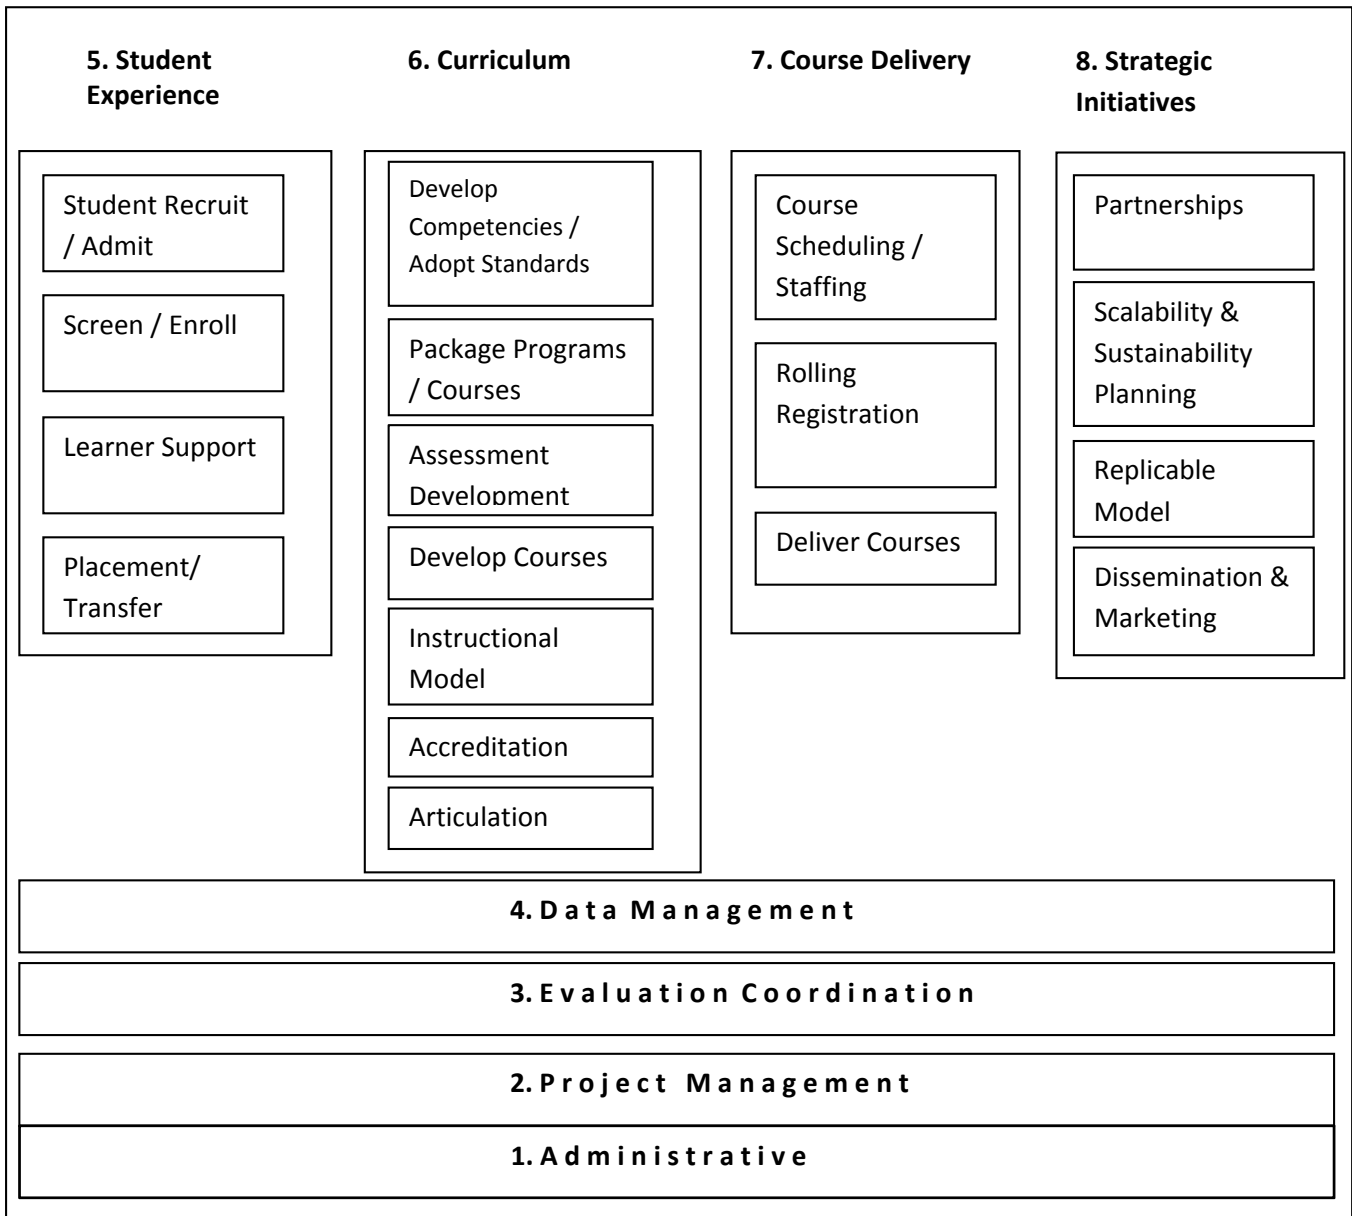 5. Student
Experience
Student Recruit
/ Admit
Screen / Enroll
Learner Support
Placement/
Transfer
6. Curriculum
Develop
Competencies /
Adopt Standards
Package Programs
/ Courses
Assessment
Development
Develop Courses
Instructional
Model
Accreditation
Articulation
7. Course Delivery
Course
Scheduling /
Staffing
Rolling
Registration
Deliver Courses
8. Strategic
Initiatives
Partnerships
Scalability &
Sustainability
Planning
Replicable
Model
Dissemination &
Marketing
4. Data Management
3. Evaluation Coordination
2. Project Management
1. Administrative